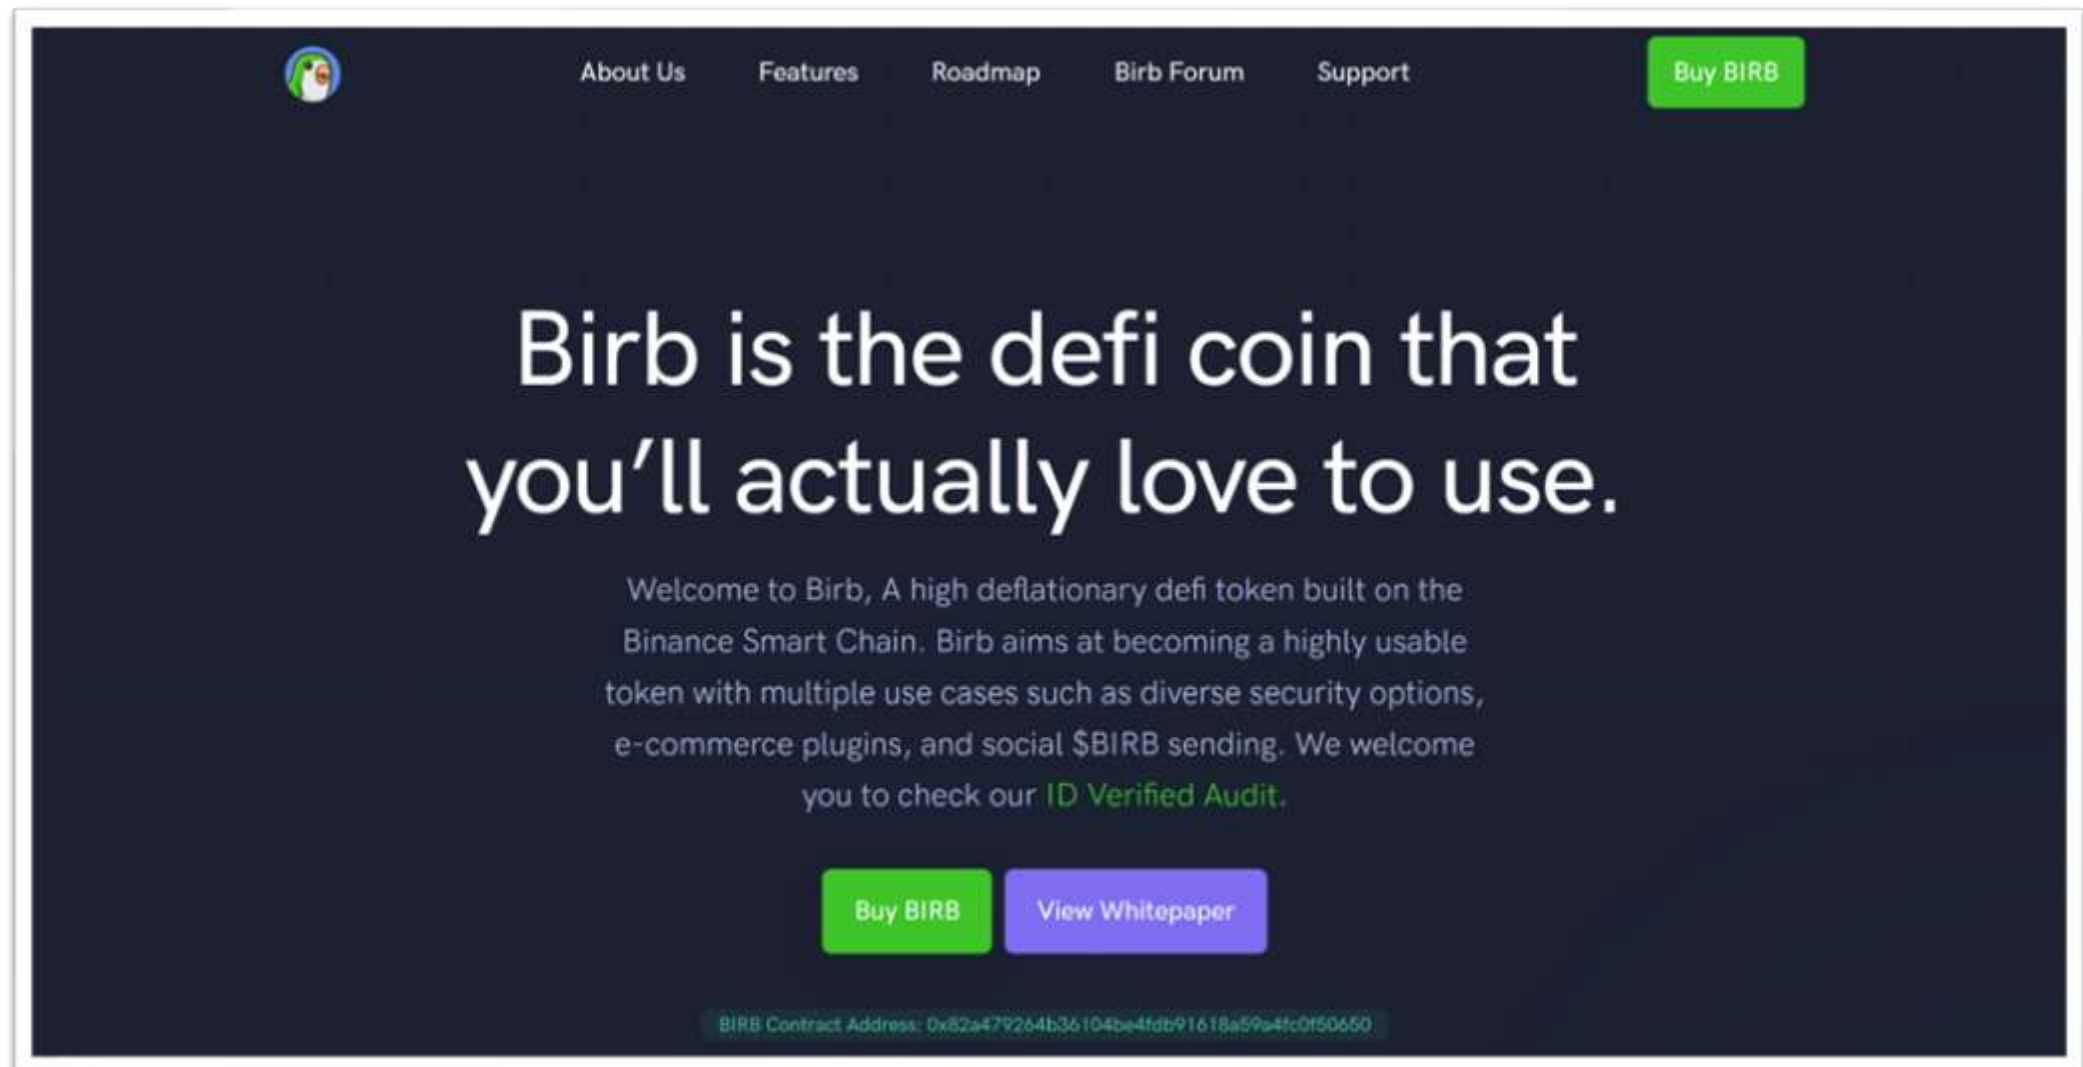 About Us Features Roadmap Birb Forum Support Buy BIRB
Birb is the defi coin that
you’ll actually love to use.
Welcome to Birb, A high deflationary defi token built on the
Binance Smart Chain. Birb aims at becoming a highly usable
token with multiple use cases such as diverse security options,
e-commerce plugins, and social $BIRB sending. We welcome
you to check our ID Verified Audit.
Buy BIRB View Whitepaper
BIRB Contract Address: 0x82a479264b36104be4fdb91618a59a4fc0f50650